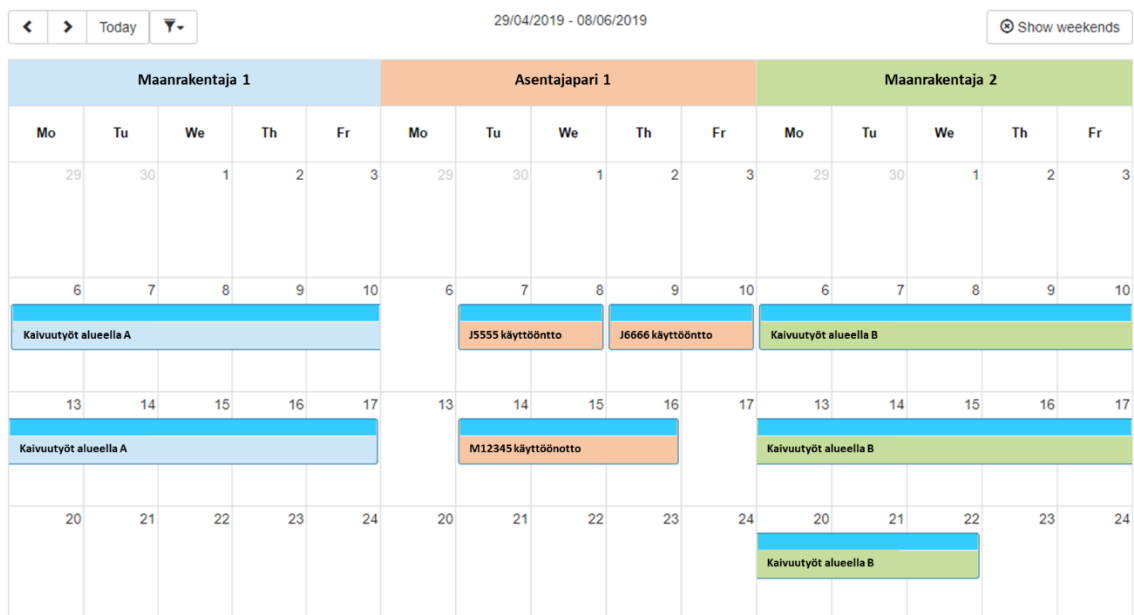 Today
29/04/2019 - 08/06/2019
Show weekends
Maanrakentaja 1 Asentajapari 1 Maanrakentaja 2
Mo Tu We Th Fr Mo Tu We Th Fr Mo Tu We Th Fr
29 30 1 2 3 29 30 1 2 3 29 30 1 2 3
6 7 8 9 10 6 7 8 9 10 6 7 8 9 10
Kaivuutyöt alueella A J5555 käyttööntto J6666 käyttööntto Kaivuutyöt alueella B
13 14 15 16 17 13 14 15 16 17 13 14 15 16 17
Kaivuutyöt alueella A M12345 käyttöönotto Kaivuutyöt alueella B
20 21 22 23 24 20 21 22 23 24 20 21 22 23 24
Kaivuutyöt alueella B